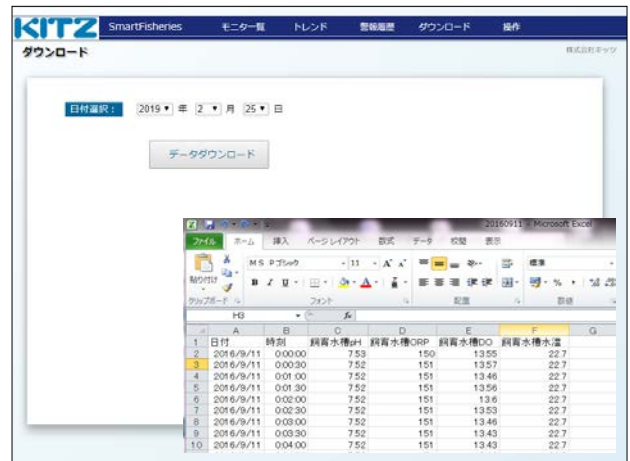 KITZ SmartFisheries モニター覧 トレンド 警報履歴 ダウンロード 操作
ダウンロード 株式会社キッツ
日付選択: 2019 年 2 月 25 日
データダウンロード
20160911 - Microsoft Excel
ファイル ホーム 挿入 ページレイアウト 数式 データ 校閲 表示
貼り付け MS Pゴシック 11 A A 標準
B I U A %
クリップボード フォント 配置 数値
H3 fx
A B C D E F G
1 日付 時刻 飼育水槽pH 飼育水槽ORP 飼育水槽DO 飼育水槽水温
2 2016/9/11 0:00:00 7.53 150 13.55 22.7
3 2016/9/11 0:00:30 7.52 151 13.57 22.7
4 2016/9/11 0:01:00 7.52 151 13.46 22.7
5 2016/9/11 0:01:30 7.52 151 13.56 22.7
6 2016/9/11 0:02:00 7.52 151 13.6 22.7
7 2016/9/11 0:02:30 7.52 151 13.53 22.7
8 2016/9/11 0:03:00 7.52 151 13.46 22.7
9 2016/9/11 0:03:30 7.52 151 13.43 22.7
10 2016/9/11 0:04:00 7.52 151 13.43 22.7